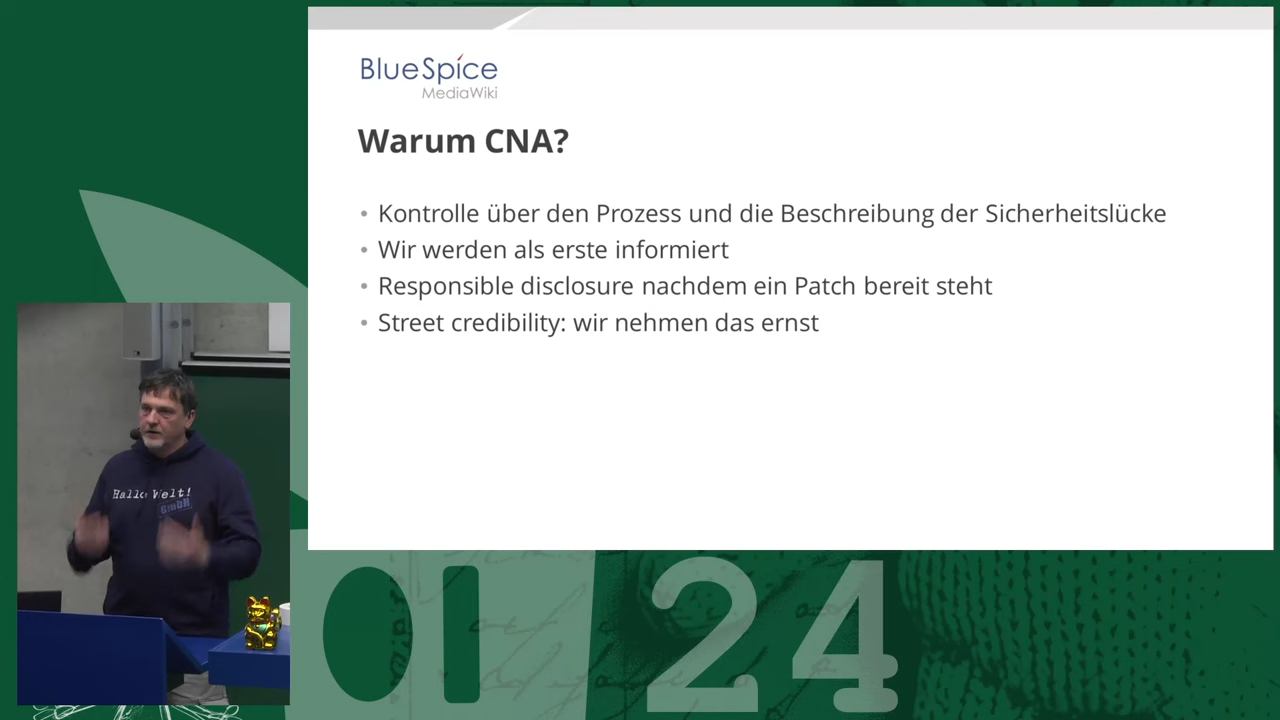 BlueSpice
MediaWiki
Warum CNA?
• Kontrolle über den Prozess und die Beschreibung der Sicherheitslücke
• Wir werden als erste informiert
• Responsible disclosure nachdem ein Patch bereit steht
• Street credibility: wir nehmen das ernst
Hallo Welt!
GmbH
24